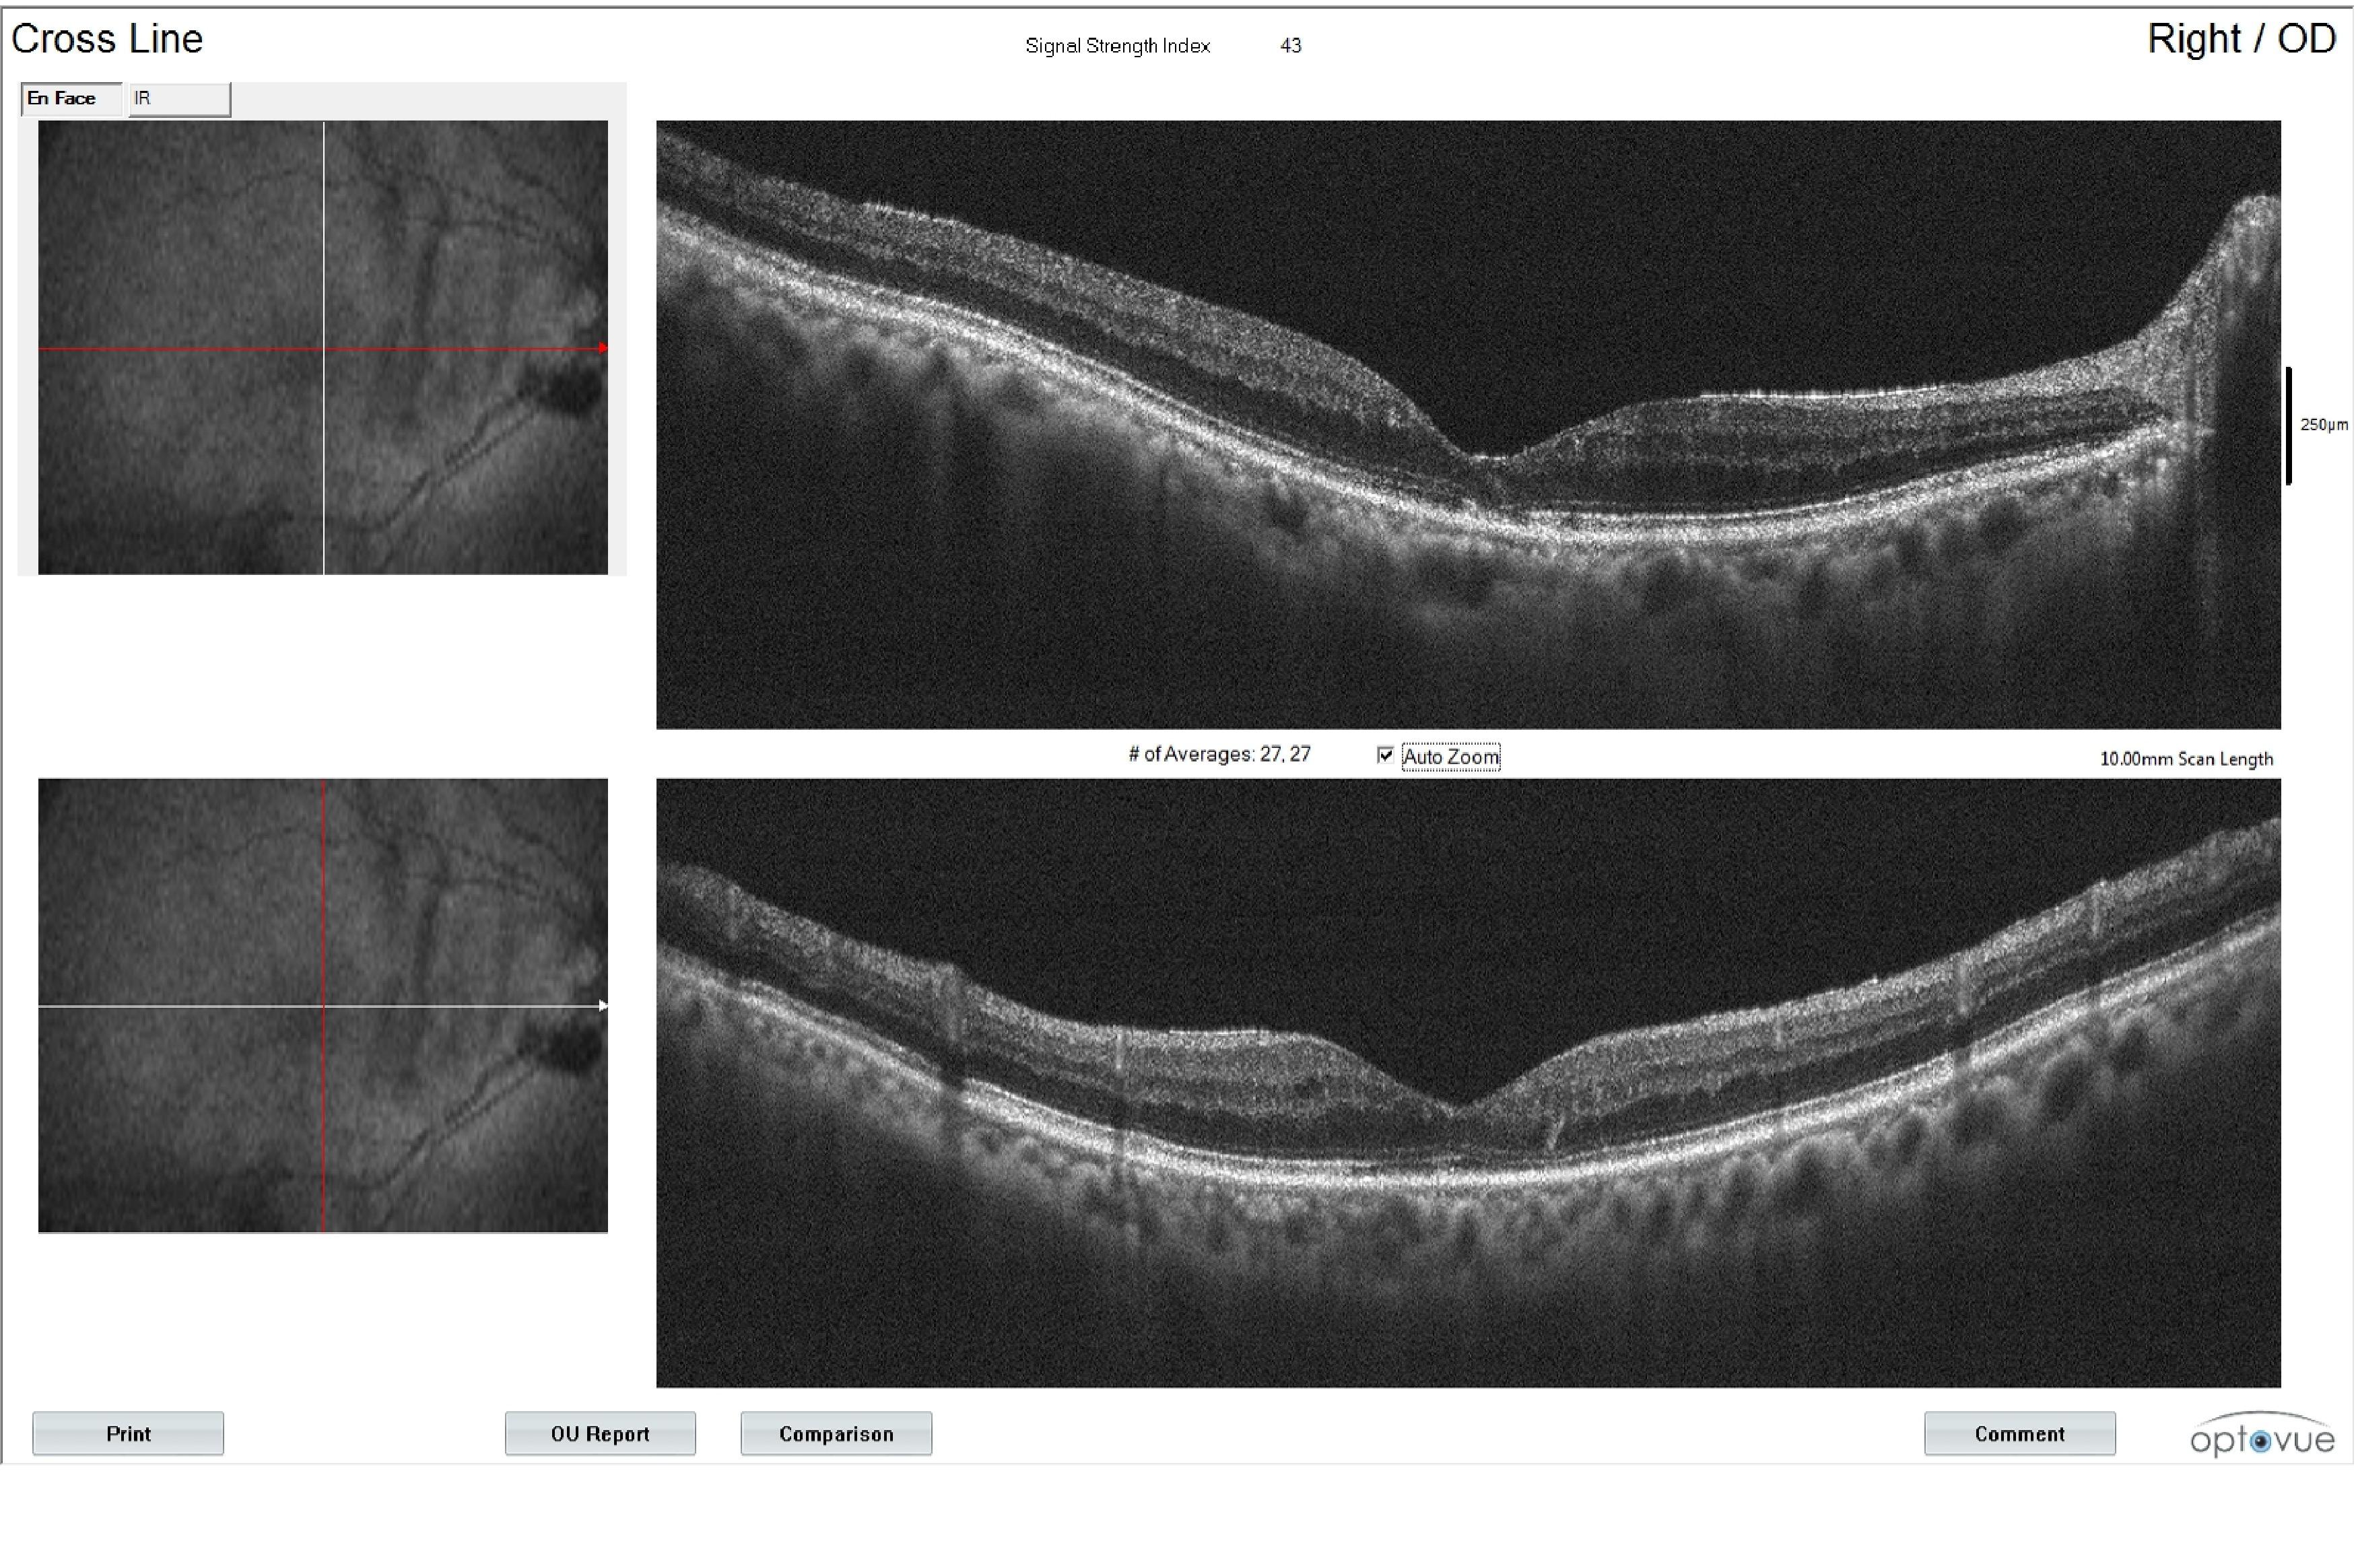 Cross Line
Signal Strength Index 43
Right / OD
En Face
IR
250µm
# of Averages: 27, 27
Auto Zoom
10.00mm Scan Length
Print
OU Report
Comparison
Comment
optovue